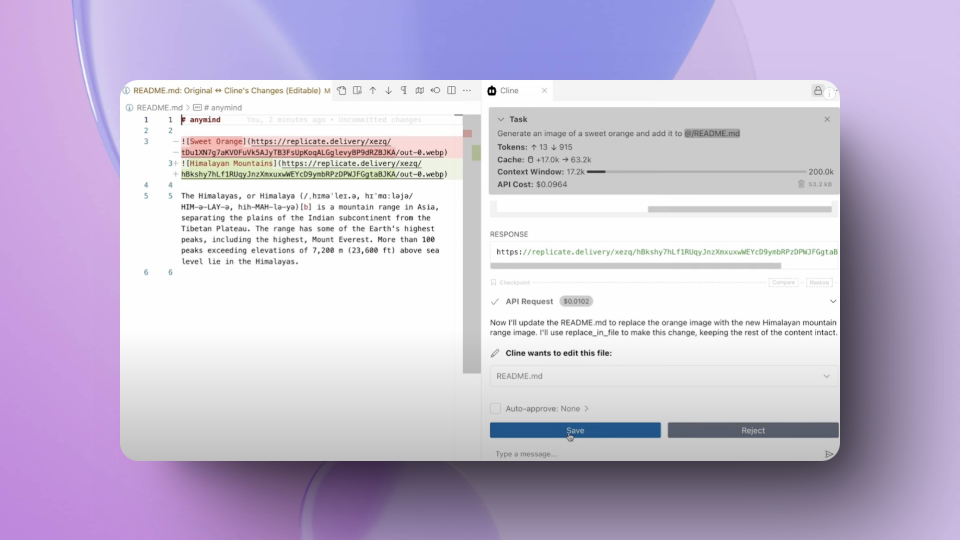 README.md: Original ↔ Cline's Changes (Editable) M
README.md > # anymind
1 1 # anymind You, 2 minutes ago • Uncommitted changes
2 2
3 − ![Sweet Orange](https://replicate.delivery/xezq/
− tDu1XN7g7aKVOFuVk5AJyTB3FsUpKoqALGglevyBP9dRZBJKA/out-0.webp)
3+ ![Himalayan Mountains](https://replicate.delivery/xezq/
+ hBkshy7hLf1RUqyJnzXmxuxwWEYcD9ymbRPzDPWJFGgtaBJKA/out-0.webp)
4 4
5 5 The Himalayas, or Himalaya (/ˌhɪməˈleɪ.ə, hɪˈmɑːləjə/
HIM-ə-LAY-ə, hih-MAH-lə-yə)[b] is a mountain range in Asia,
separating the plains of the Indian subcontinent from the
Tibetan Plateau. The range has some of the Earth's highest
peaks, including the highest, Mount Everest. More than 100
peaks exceeding elevations of 7,200 m (23,600 ft) above sea
level lie in the Himalayas.
6 6
Cline
Task
Generate an image of a sweet orange and add it to @/README.md
Tokens: ↑ 13 ↓ 915
Cache: +17.0k → 63.2k
Context Window: 17.2k 200.0k
API Cost: $0.0964 53.2 kB
RESPONSE
https://replicate.delivery/xezq/hBkshy7hLf1RUqyJnzXmxuxwWEYcD9ymbRPzDPWJFGgtaB
Checkpoint Compare Restore
API Request $0.0102
Now I'll update the README.md to replace the orange image with the new Himalayan mountain
range image. I'll use replace_in_file to make this change, keeping the rest of the content intact.
Cline wants to edit this file:
README.md
Auto-approve: None >
Save Reject
Type a message...